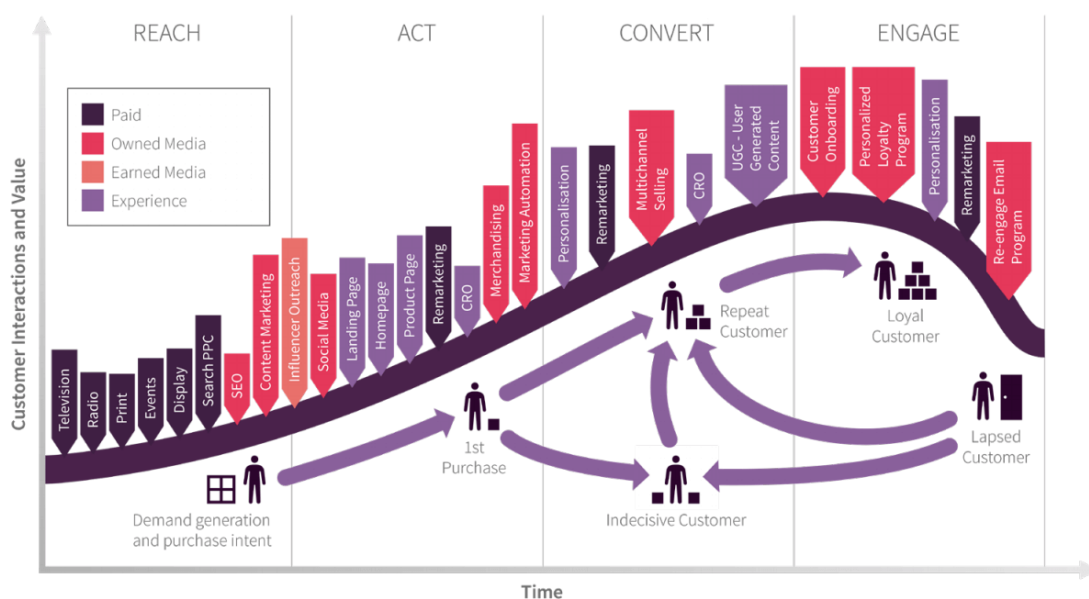 REACH
ACT
CONVERT
ENGAGE
Paid
Owned Media
Earned Media
Experience
Customer Interactions and Value
Television
Radio
Print
Events
Display
Search PPC
SEO
Content Marketing
Influencer Outreach
Social Media
Landing Page
Homepage
Product Page
Remarketing
CRO
Merchandising
Marketing Automation
Personalisation
Remarketing
Multichannel
Selling
CRO
UGC - User
Generated
Content
Customer
Onboarding
Personalized
Loyalty
Program
Personalisation
Remarketing
Re-engage Email
Program
Demand generation
and purchase intent
1st
Purchase
Repeat
Customer
Indecisive Customer
Loyal
Customer
Lapsed
Customer
Time